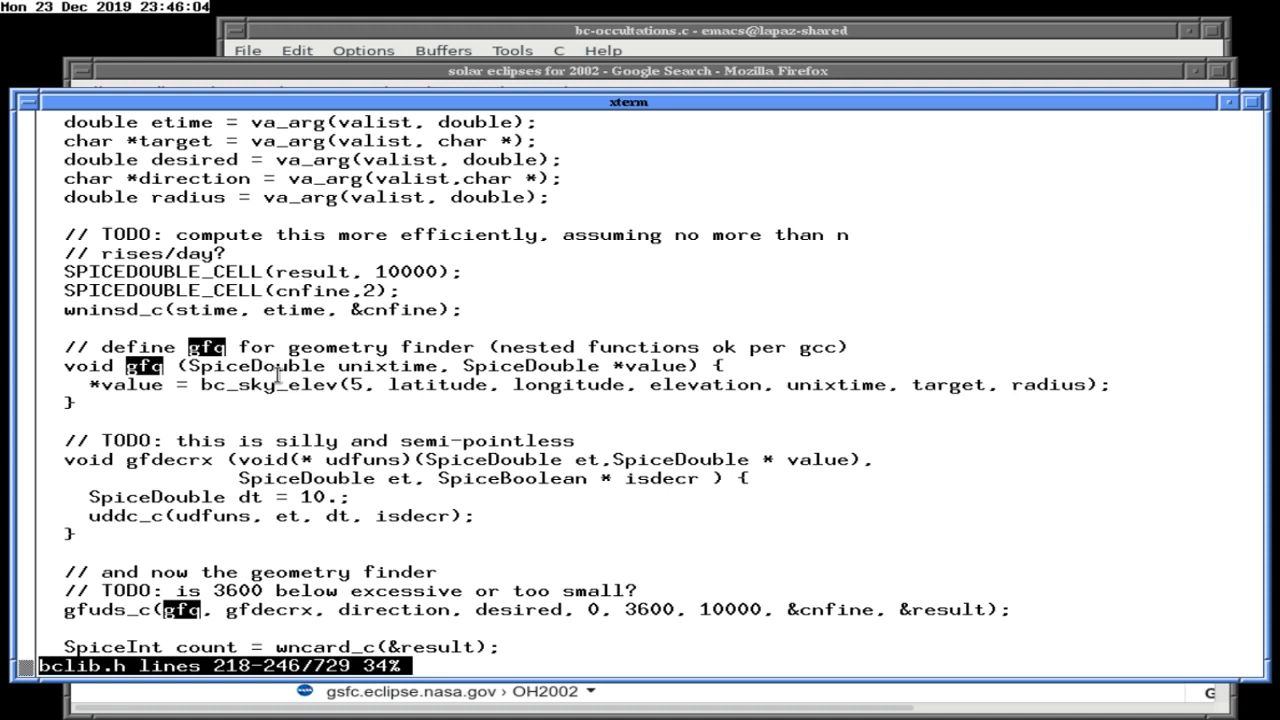 Mon 23 Dec 2019 23:46:04
bc-occultations.c - emacs@lapaz-shared
File Edit Options Buffers Tools C Help
solar eclipses for 2002 - Google Search - Mozilla Firefox
xterm
double etime = va_arg(valist, double);
char *target = va_arg(valist, char *);
double desired = va_arg(valist, double);
char *direction = va_arg(valist,char *);
double radius = va_arg(valist, double);
// TODO: compute this more efficiently, assuming no more than n
// rises/day?
SPICEDOUBLE_CELL(result, 10000);
SPICEDOUBLE_CELL(cnfine,2);
wninsd_c(stime, etime, &cnfine);
// define gfq for geometry finder (nested functions ok per gcc)
void gfq (SpiceDouble unixtime, SpiceDouble *value) {
*value = bc_sky_elev(5, latitude, longitude, elevation, unixtime, target, radius);
}
// TODO: this is silly and semi-pointless
void gfdecrx (void(* udfuns)(SpiceDouble et,SpiceDouble * value),
SpiceDouble et, SpiceBoolean * isdecr ) {
SpiceDouble dt = 10.;
uddc_c(udfuns, et, dt, isdecr);
}
// and now the geometry finder
// TODO: is 3600 below excessive or too small?
gfuds_c(gfq, gfdecrx, direction, desired, 0, 3600, 10000, &cnfine, &result);
SpiceInt count = wncard_c(&result);
bclib.h lines 218-246/729 34%
gsfc.eclipse.nasa.gov › OH2002